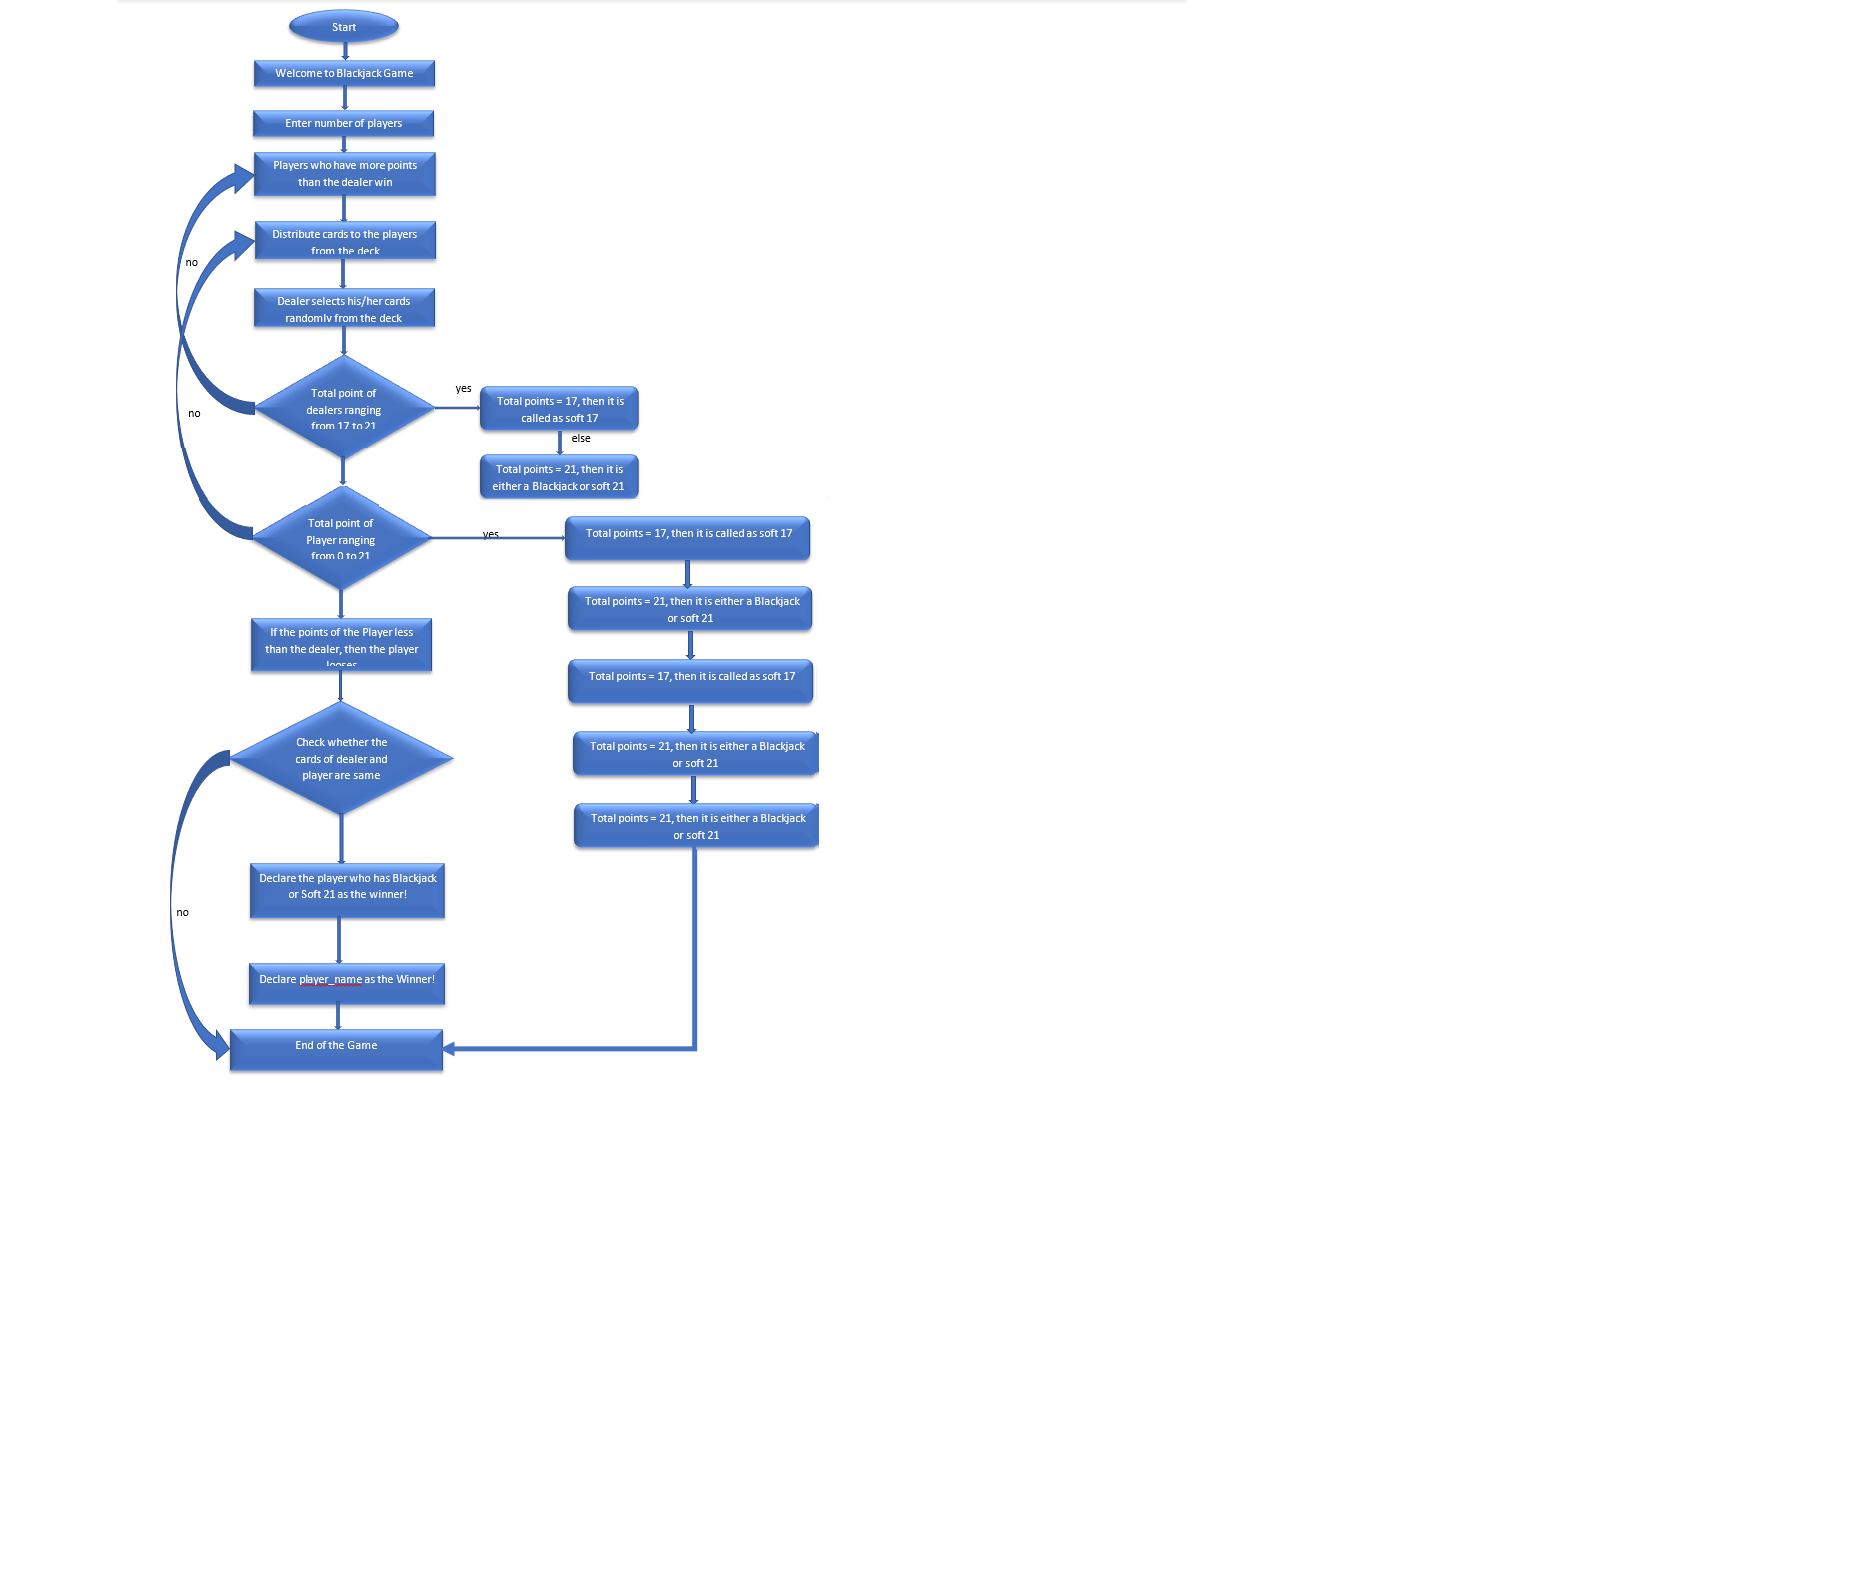 Start
Welcome to Blackjack Game
Enter number of players
Players who have more points
than the dealer win
Distribute cards to the players
from the deck
no
Dealer selects his/her cards
randomly from the deck
Total point of
dealers ranging
from 17 to 21
yes
Total points = 17, then it is
called as soft 17
else
Total points = 21, then it is
either a Blackjack or soft 21
no
Total point of
Player ranging
from 0 to 21
yes
Total points = 17, then it is called as soft 17
Total points = 21, then it is either a Blackjack
or soft 21
Total points = 17, then it is called as soft 17
Total points = 21, then it is either a Blackjack
or soft 21
Total points = 21, then it is either a Blackjack
or soft 21
If the points of the Player less
than the dealer, then the player
looses
Check whether the
cards of dealer and
player are same
no
Declare the player who has Blackjack
or Soft 21 as the winner!
Declare player_name as the Winner!
End of the Game